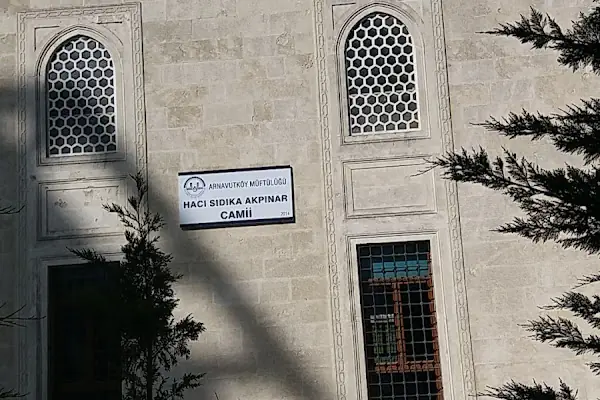 ARNAVUTKÖY MÜFTÜLÜĞÜ
HACI SIDIKA AKPINAR
CAMİİ
2014